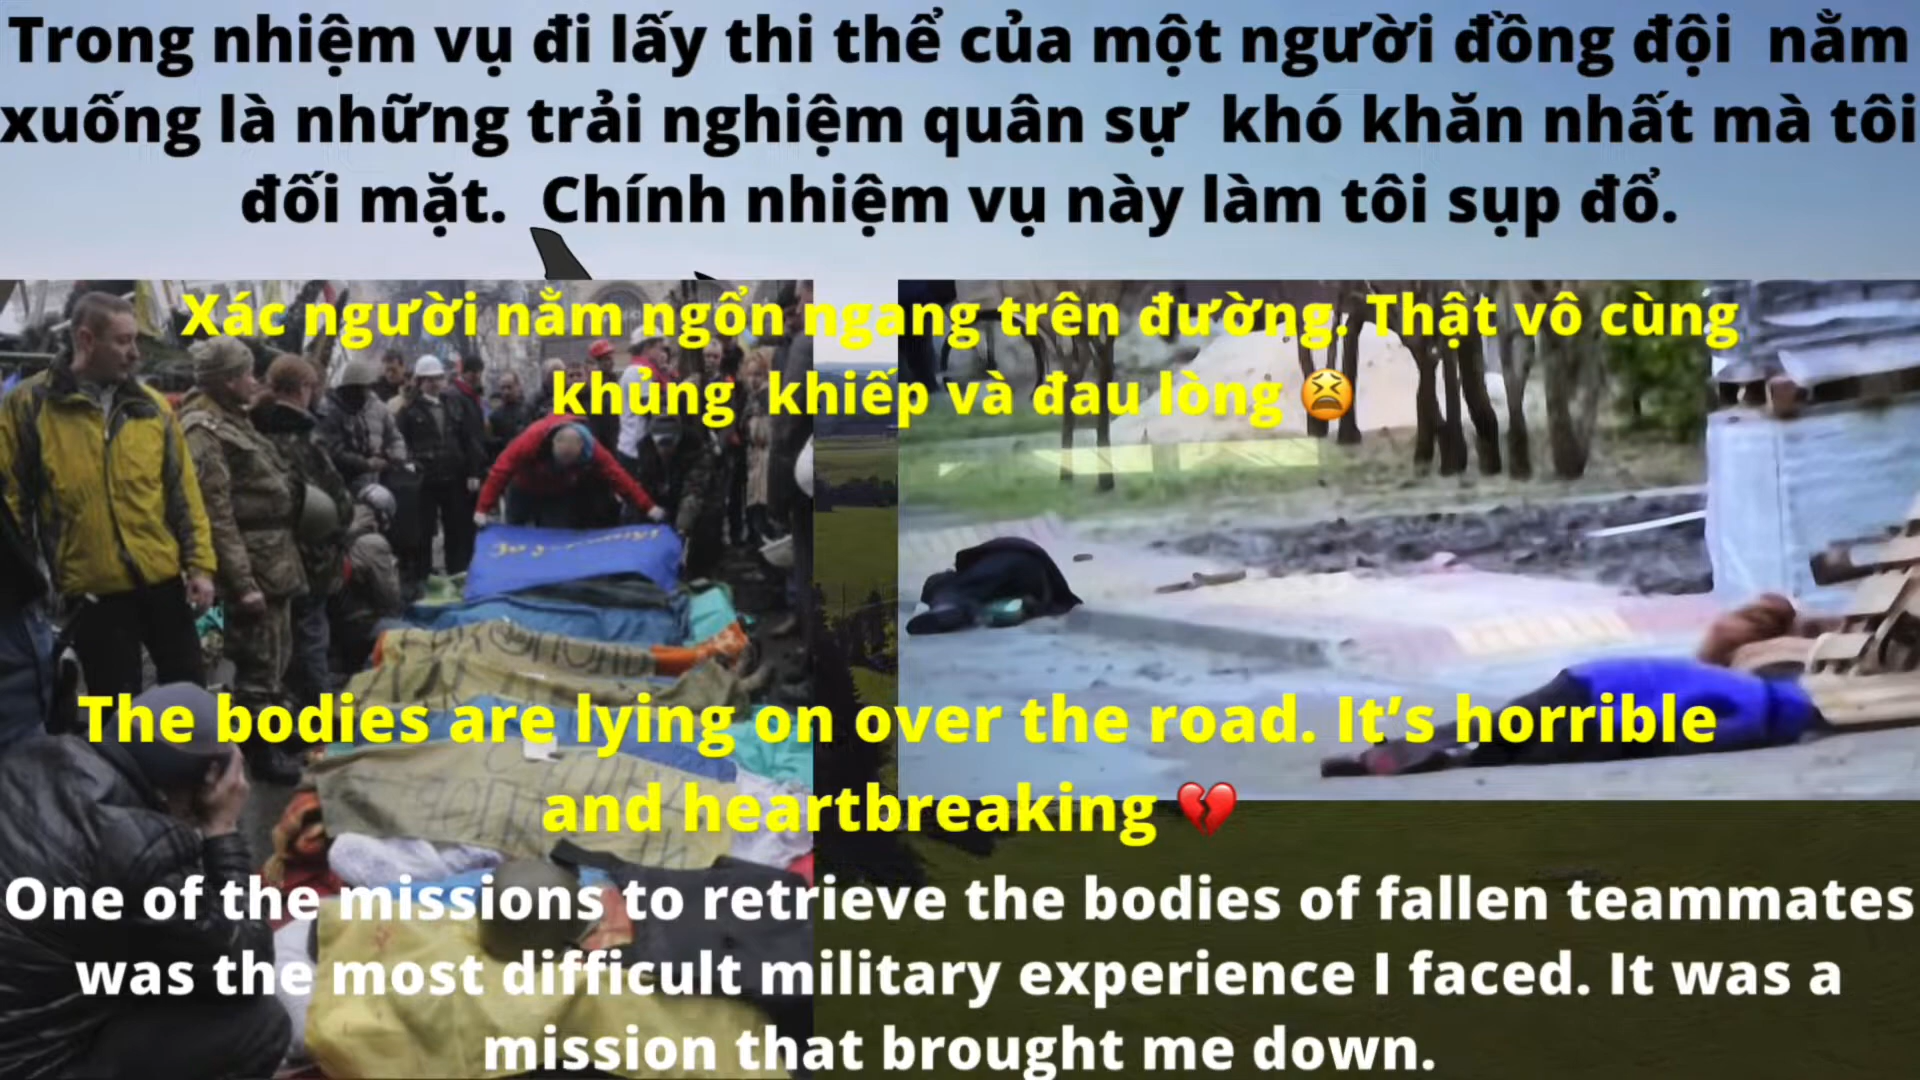 Trong nhiệm vụ đi lấy thi thể của một người đồng đội nằm
xuống là những trải nghiệm quân sự khó khăn nhất mà tôi
đối mặt. Chính nhiệm vụ này làm tôi sụp đổ.
Xác người nằm ngổn ngang trên đường. Thật vô cùng
khủng khiếp và đau lòng 😫
The bodies are lying on over the road. It’s horrible
and heartbreaking 💔
One of the missions to retrieve the bodies of fallen teammates
was the most difficult military experience I faced. It was a
mission that brought me down.